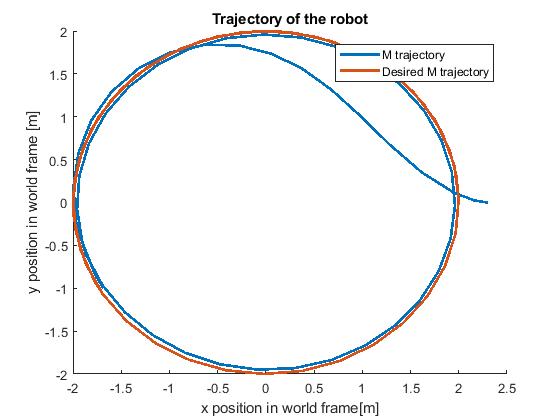 Trajectory of the robot
M trajectory
Desired M trajectory
y position in world frame [m]
2
1.5
1
0.5
0
-0.5
-1
-1.5
-2
-2 -1.5 -1 -0.5 0 0.5 1 1.5 2 2.5
x position in world frame[m]